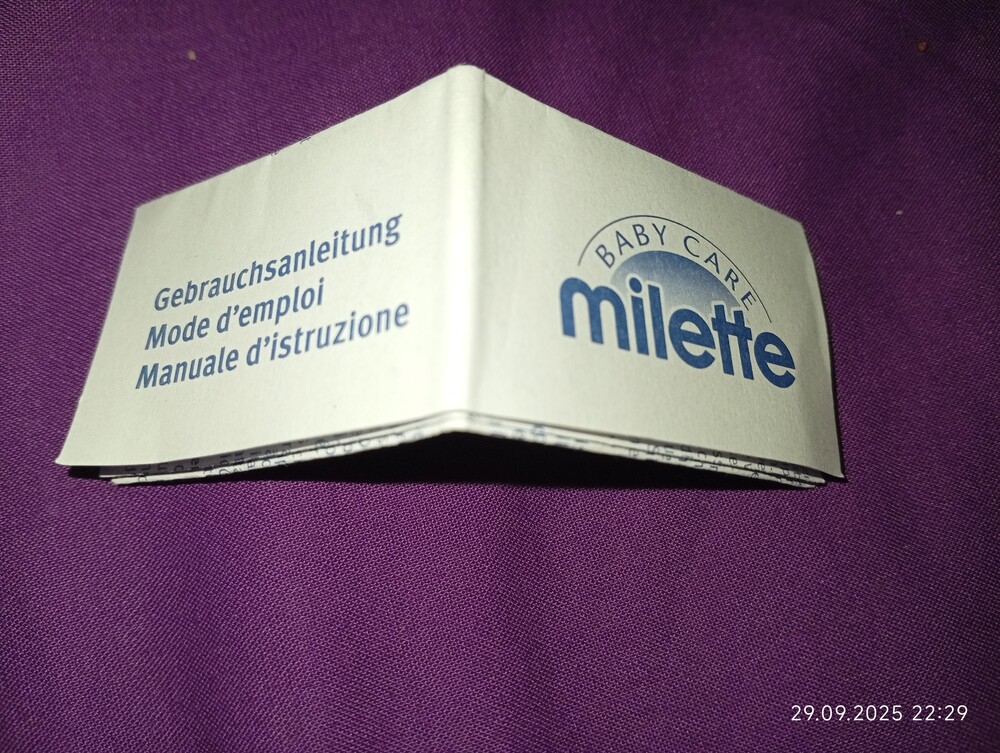 Gebrauchsanleitung
Mode d'emploi
Manuale d'istruzione
BABY CARE
milette
29.09.2025 22:29